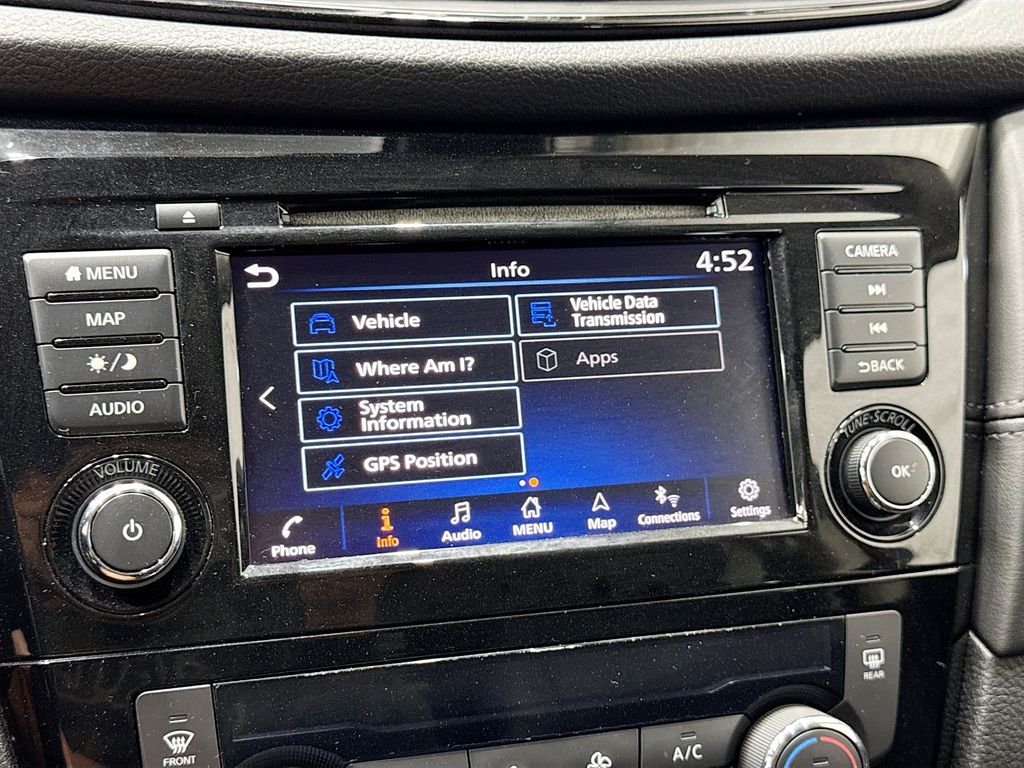 MENU
MAP
AUDIO
VOLUME
Info
4:52
Vehicle
Vehicle Data
Transmission
Where Am I?
Apps
System
Information
GPS Position
Phone
Info
Audio
MENU
Map
Connections
Settings
CAMERA
BACK
TUNE·SCROLL
OK
FRONT
A/C
REAR